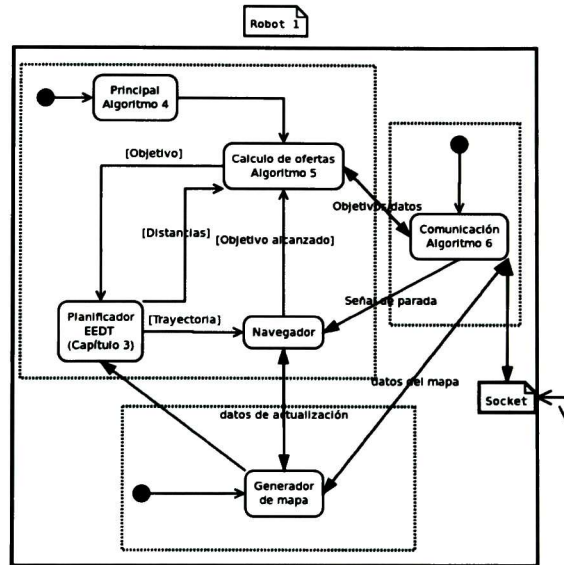 Robot 1
Principal
Algoritmo 4
[Objetivo]
Calculo de ofertas
Algoritmo 5
Objetivos/datos
Comunicación
Algoritmo 6
[Distancias]
[Objetivo alcanzado]
Señal de parada
Planificador
EEDT
(Capítulo 3)
[Trayectoria]
Navegador
datos del mapa
Socket
datos de actualización
Generador
de mapa